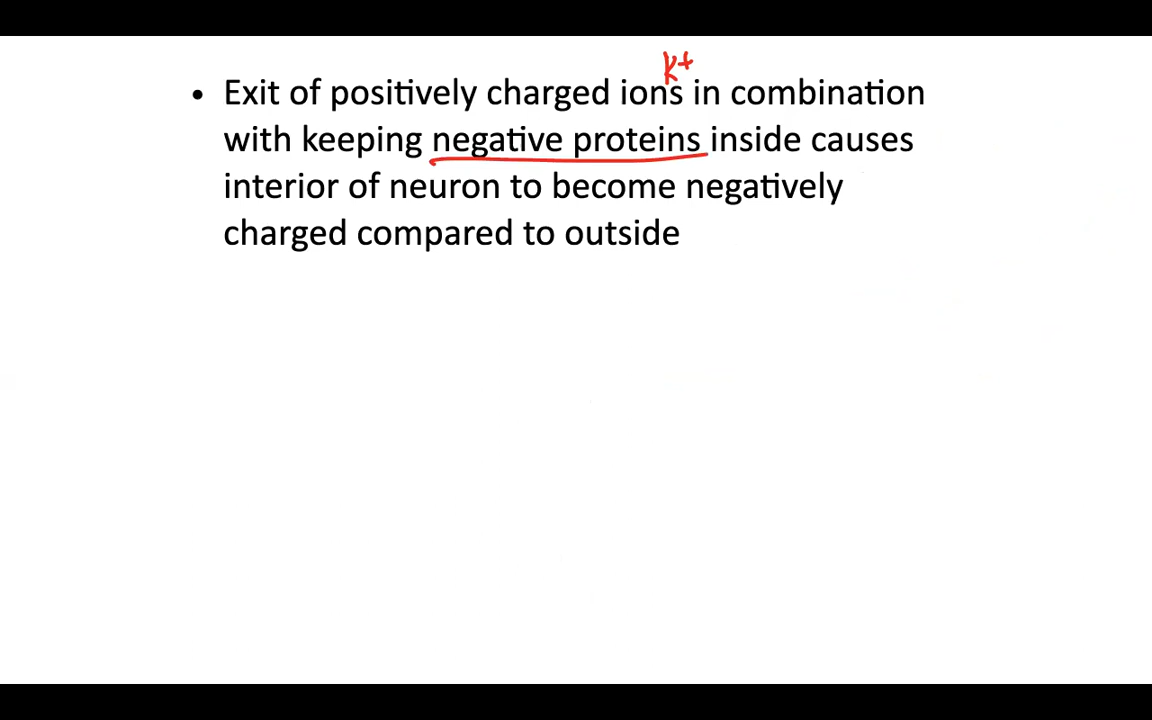 K+
• Exit of positively charged ions in combination
with keeping negative proteins inside causes
interior of neuron to become negatively
charged compared to outside